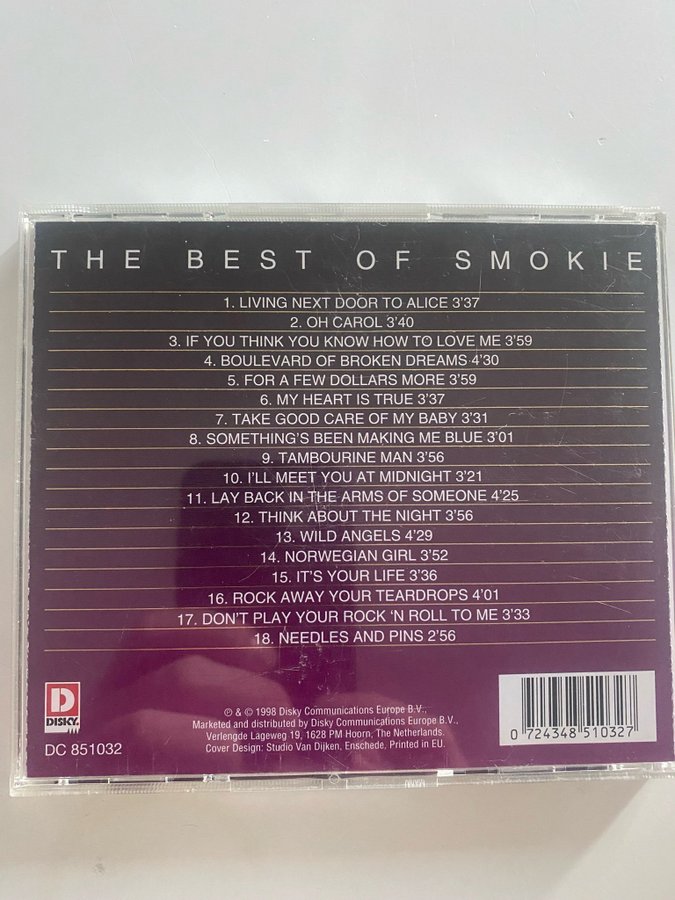 THE BEST OF SMOKIE
1. LIVING NEXT DOOR TO ALICE 3'37
2. OH CAROL 3'40
3. IF YOU THINK YOU KNOW HOW TO LOVE ME 3'59
4. BOULEVARD OF BROKEN DREAMS 4'30
5. FOR A FEW DOLLARS MORE 3'59
6. MY HEART IS TRUE 3'37
7. TAKE GOOD CARE OF MY BABY 3'31
8. SOMETHING'S BEEN MAKING ME BLUE 3'01
9. TAMBOURINE MAN 3'56
10. I'LL MEET YOU AT MIDNIGHT 3'21
11. LAY BACK IN THE ARMS OF SOMEONE 4'25
12. THINK ABOUT THE NIGHT 3'56
13. WILD ANGELS 4'29
14. NORWEGIAN GIRL 3'52
15. IT'S YOUR LIFE 3'36
16. ROCK AWAY YOUR TEARDROPS 4'01
17. DON'T PLAY YOUR ROCK 'N ROLL TO ME 3'33
18. NEEDLES AND PINS 2'56
D
DISKY.
DC 851032
℗ & © 1998 Disky Communications Europe B.V.,
Marketed and distributed by Disky Communications Europe B.V.,
Verlengde Lageweg 19, 1628 PM Hoorn, The Netherlands.
Cover Design: Studio Van Dijken, Enschede, Printed in EU.
0 724348 510327